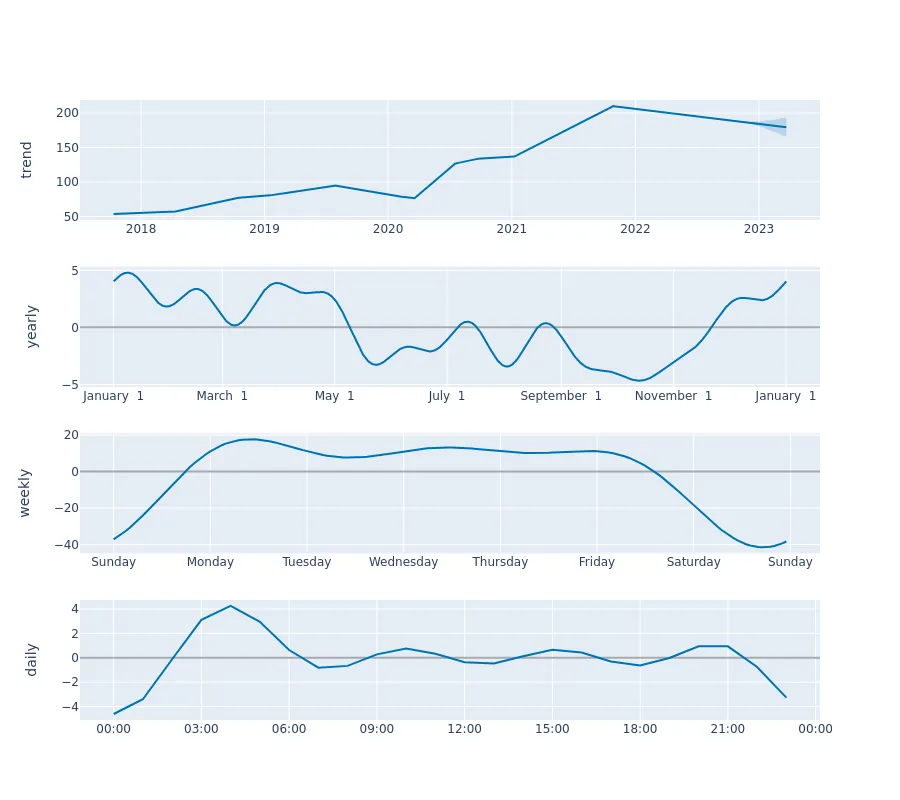 trend
200
150
100
50
2018 2019 2020 2021 2022 2023
yearly
5
0
−5
January 1 March 1 May 1 July 1 September 1 November 1 January 1
weekly
20
0
−20
−40
Sunday Monday Tuesday Wednesday Thursday Friday Saturday Sunday
daily
4
2
0
−2
−4
00:00 03:00 06:00 09:00 12:00 15:00 18:00 21:00 00:00